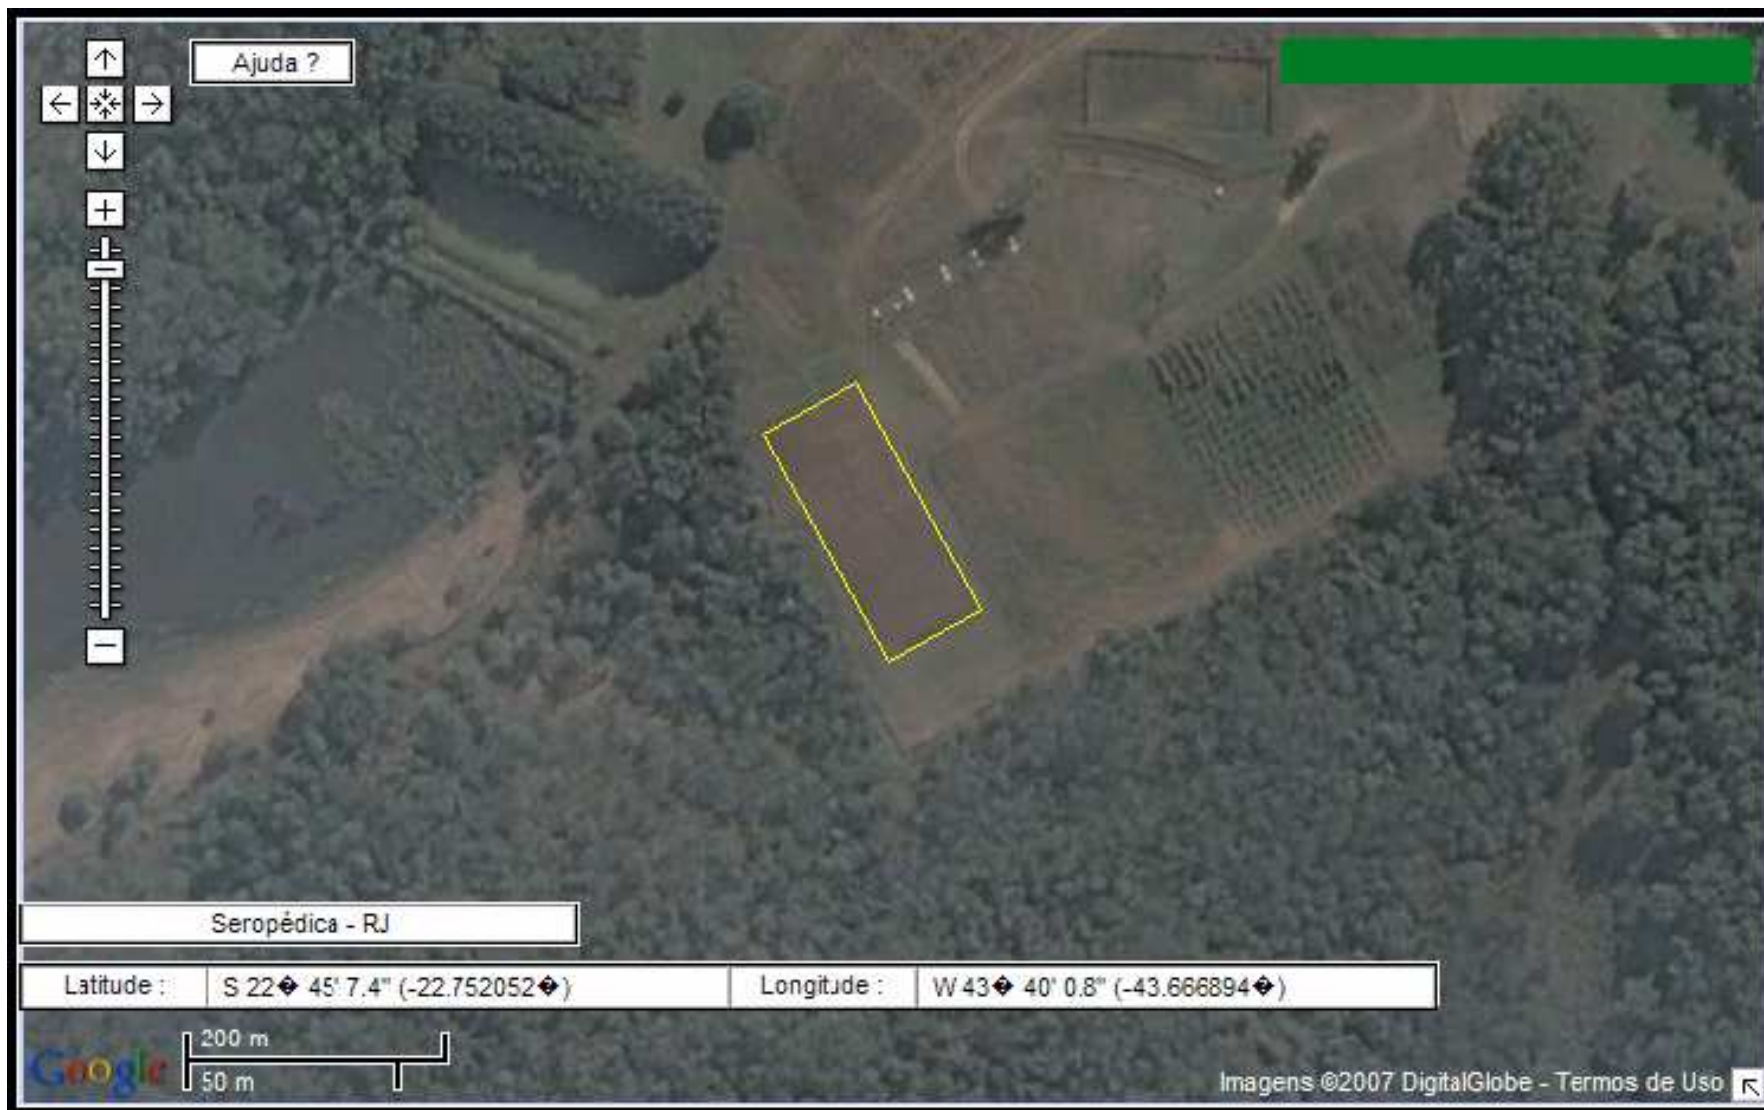 Ajuda ?
Seropédica - RJ
Latitude : S 22� 45' 7.4" (-22.752052�) Longitude : W 43� 40' 0.8" (-43.666894�)
200 m
Google
50 m
Imagens ©2007 DigitalGlobe - Termos de Uso